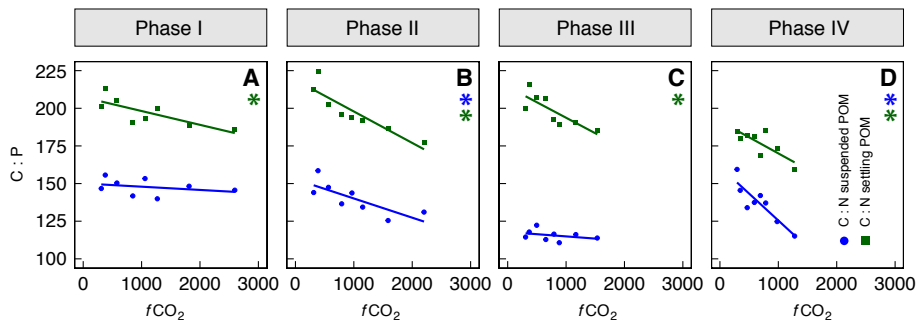 Phase I Phase II Phase III Phase IV
A B C D
* * * *
* *
225
200
175
150
125
100
C : P
C : N suspended POM
C : N settling POM
0 1000 2000 3000 0 1000 2000 3000 0 1000 2000 3000 0 1000 2000 3000
fCO₂ fCO₂ fCO₂ fCO₂